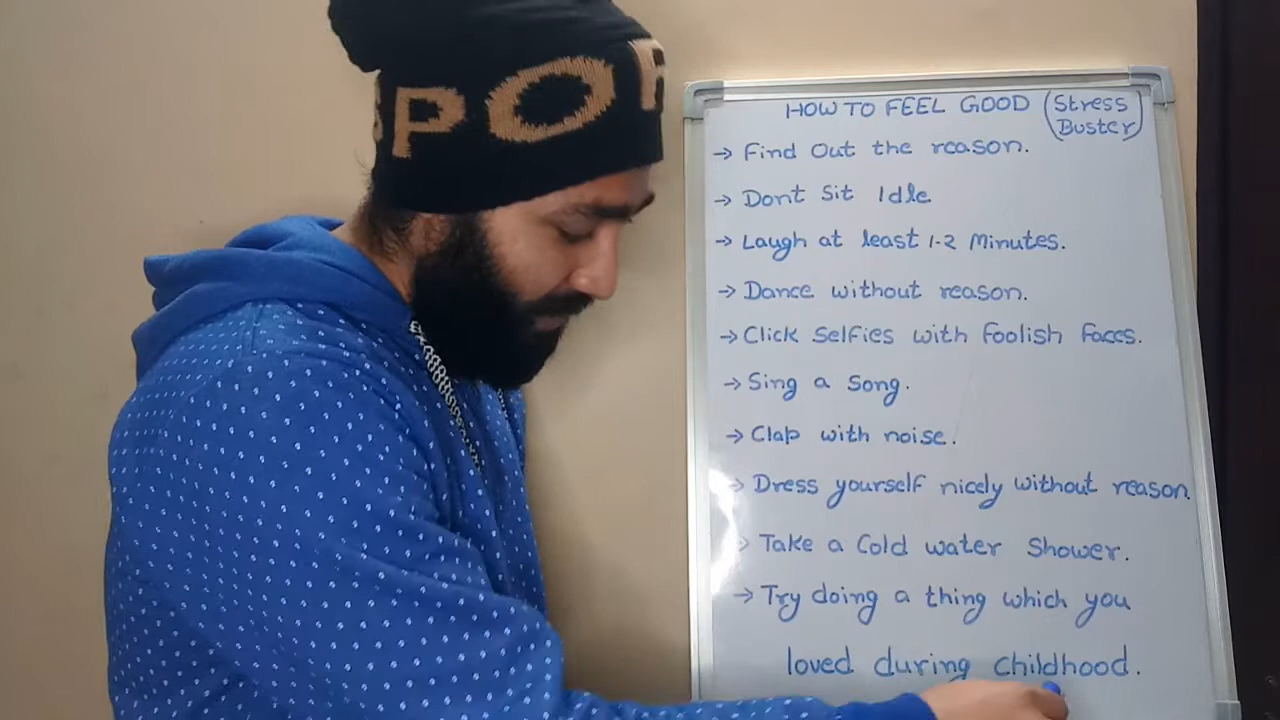 SPOR
HOW TO FEEL GOOD (Stress Buster)
→ Find Out the reason.
→ Dont Sit Idle
→ Laugh at least 1-2 Minutes.
→ Dance without reason.
→ Click Selfies with Foolish Faces.
→ Sing a Song.
→ Clap with noise.
→ Dress yourself nicely without reason.
→ Take a Cold water Shower.
→ Try doing a thing which you
loved during childhood.